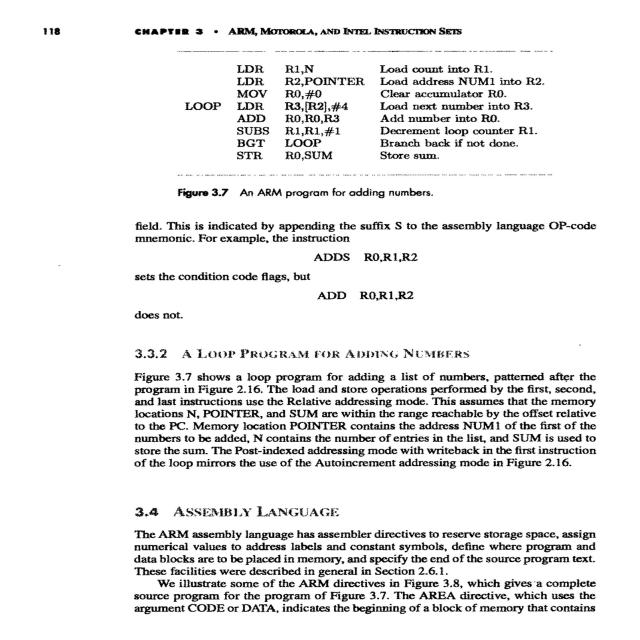 118 CHAPTER 3 • ARM, MOTOROLA, AND INTEL INSTRUCTION SETS
LDR R1,N Load count into R1.
LDR R2,POINTER Load address NUM1 into R2.
MOV R0,#0 Clear accumulator R0.
LOOP LDR R3,[R2],#4 Load next number into R3.
ADD R0,R0,R3 Add number into R0.
SUBS R1,R1,#1 Decrement loop counter R1.
BGT LOOP Branch back if not done.
STR R0,SUM Store sum.
Figure 3.7 An ARM program for adding numbers.
field. This is indicated by appending the suffix S to the assembly language OP-code
mnemonic. For example, the instruction
ADDS R0,R1,R2
sets the condition code flags, but
ADD R0,R1,R2
does not.
3.3.2 A LOOP PROGRAM FOR ADDING NUMBERS
Figure 3.7 shows a loop program for adding a list of numbers, patterned after the
program in Figure 2.16. The load and store operations performed by the first, second,
and last instructions use the Relative addressing mode. This assumes that the memory
locations N, POINTER, and SUM are within the range reachable by the offset relative
to the PC. Memory location POINTER contains the address NUM1 of the first of the
numbers to be added, N contains the number of entries in the list, and SUM is used to
store the sum. The Post-indexed addressing mode with writeback in the first instruction
of the loop mirrors the use of the Autoincrement addressing mode in Figure 2.16.
3.4 ASSEMBLY LANGUAGE
The ARM assembly language has assembler directives to reserve storage space, assign
numerical values to address labels and constant symbols, define where program and
data blocks are to be placed in memory, and specify the end of the source program text.
These facilities were described in general in Section 2.6.1.
We illustrate some of the ARM directives in Figure 3.8, which gives a complete
source program for the program of Figure 3.7. The AREA directive, which uses the
argument CODE or DATA, indicates the beginning of a block of memory that contains